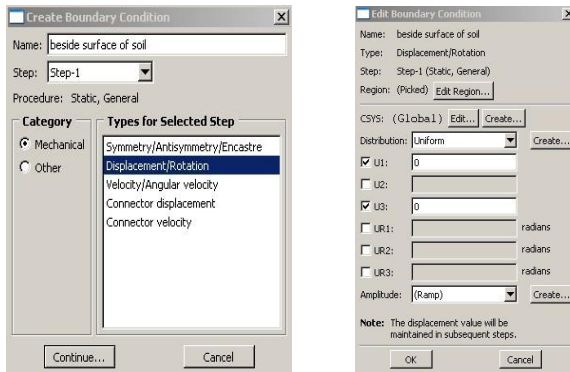 Create Boundary Condition
Name: beside surface of soil
Step: Step-1
Procedure: Static, General
Category
Mechanical
Other
Types for Selected Step
Symmetry/Antisymmetry/Encastre
Displacement/Rotation
Velocity/Angular velocity
Connector displacement
Connector velocity
Continue... Cancel
Edit Boundary Condition
Name: beside surface of soil
Type: Displacement/Rotation
Step: Step-1 (Static, General)
Region: (Picked) Edit Region...
CSYS: (Global) Edit... Create...
Distribution: Uniform Create...
U1: 0
U2:
U3: 0
UR1: radians
UR2: radians
UR3: radians
Amplitude: (Ramp) Create...
Note: The displacement value will be
maintained in subsequent steps.
OK Cancel